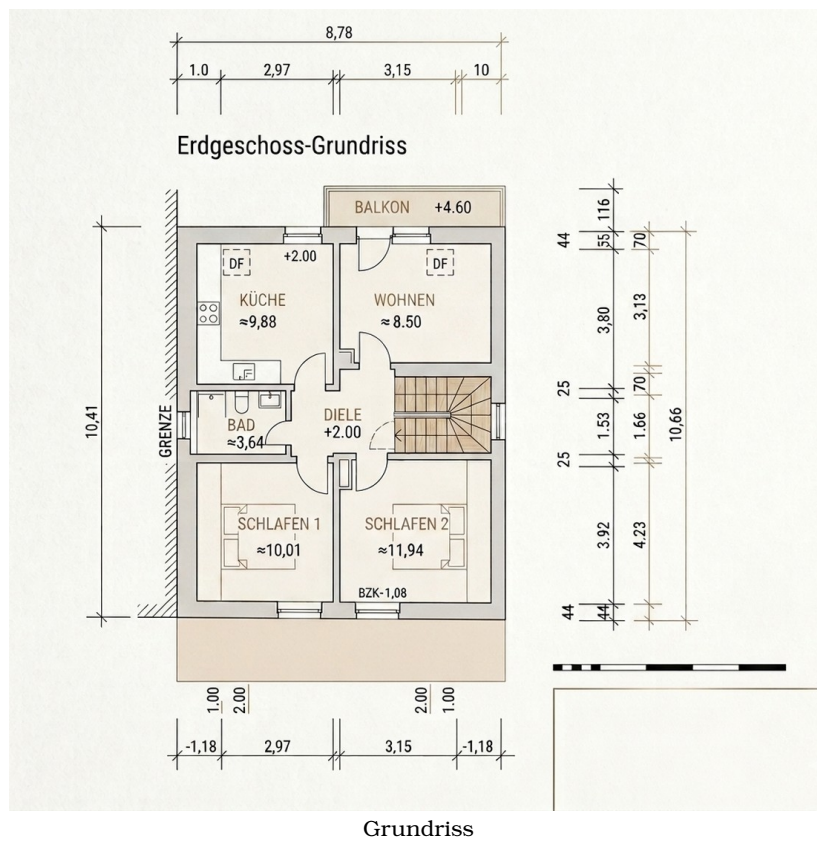 8,78
1.0 2,97 3,15 10
Erdgeschoss-Grundriss
BALKON +4.60
DF +2.00 DF
KÜCHE
≈9,88
WOHNEN
≈8.50
BAD
≈3,64
DIELE
+2.00
SCHLAFEN 1
≈10,01
SCHLAFEN 2
≈11,94
BZK-1,08
GRENZE
10,41
116
44 55 70
3,80 3,13
25 70
1.53 1.66 10,66
25
3.92 4.23
44 44
1.00 2.00 2.00 1.00
-1,18 2,97 3,15 -1,18
Grundriss